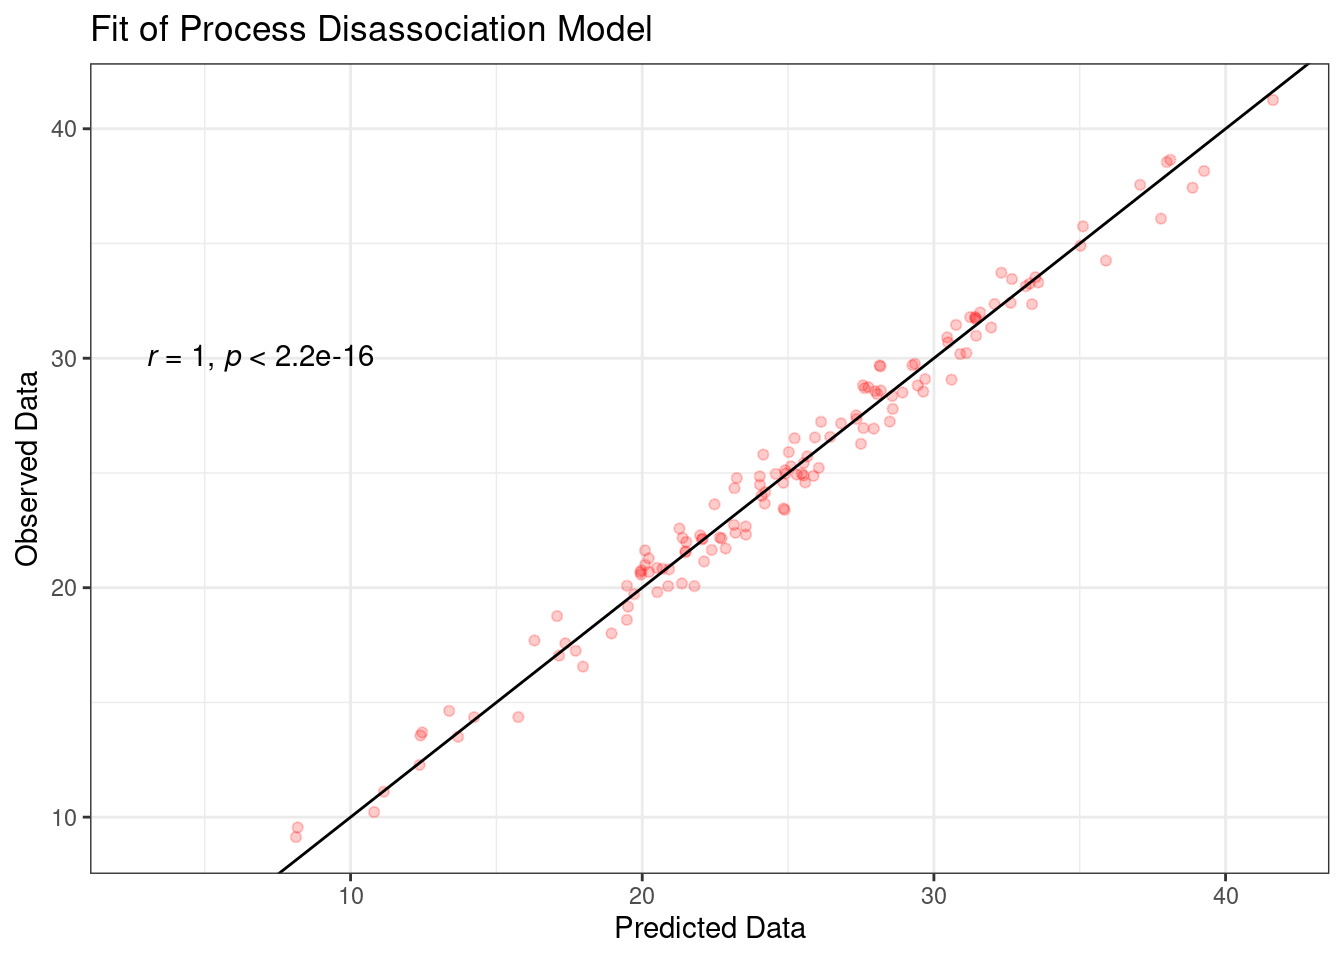 Fit of Process Disassociation Model
40
30
20
10
r = 1, p < 2.2e-16
Observed Data
10 20 30 40
Predicted Data